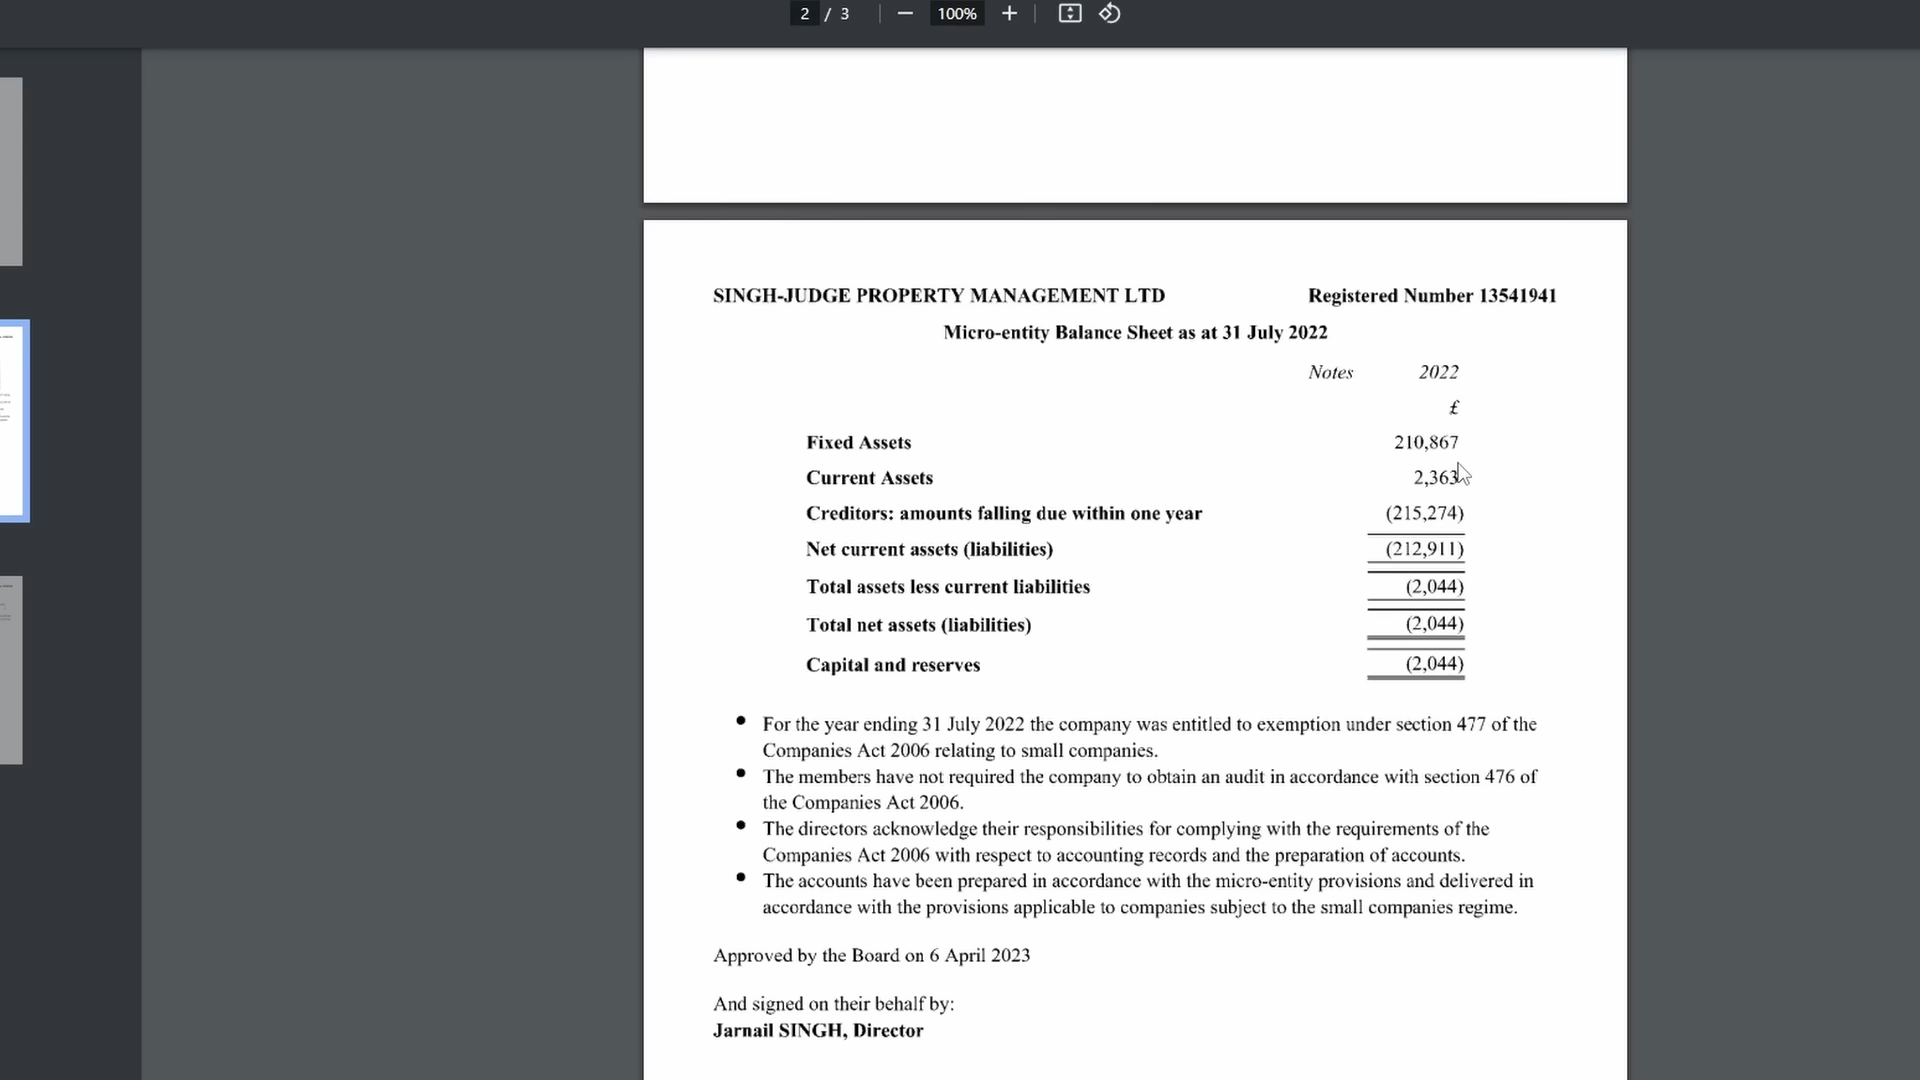 2 / 3 100%
SINGH-JUDGE PROPERTY MANAGEMENT LTD Registered Number 13541941
Micro-entity Balance Sheet as at 31 July 2022
Notes 2022
£
Fixed Assets 210,867
Current Assets 2,363
Creditors: amounts falling due within one year (215,274)
Net current assets (liabilities) (212,911)
Total assets less current liabilities (2,044)
Total net assets (liabilities) (2,044)
Capital and reserves (2,044)
• For the year ending 31 July 2022 the company was entitled to exemption under section 477 of the
Companies Act 2006 relating to small companies.
• The members have not required the company to obtain an audit in accordance with section 476 of
the Companies Act 2006.
• The directors acknowledge their responsibilities for complying with the requirements of the
Companies Act 2006 with respect to accounting records and the preparation of accounts.
• The accounts have been prepared in accordance with the micro-entity provisions and delivered in
accordance with the provisions applicable to companies subject to the small companies regime.
Approved by the Board on 6 April 2023
And signed on their behalf by:
Jarnail SINGH, Director